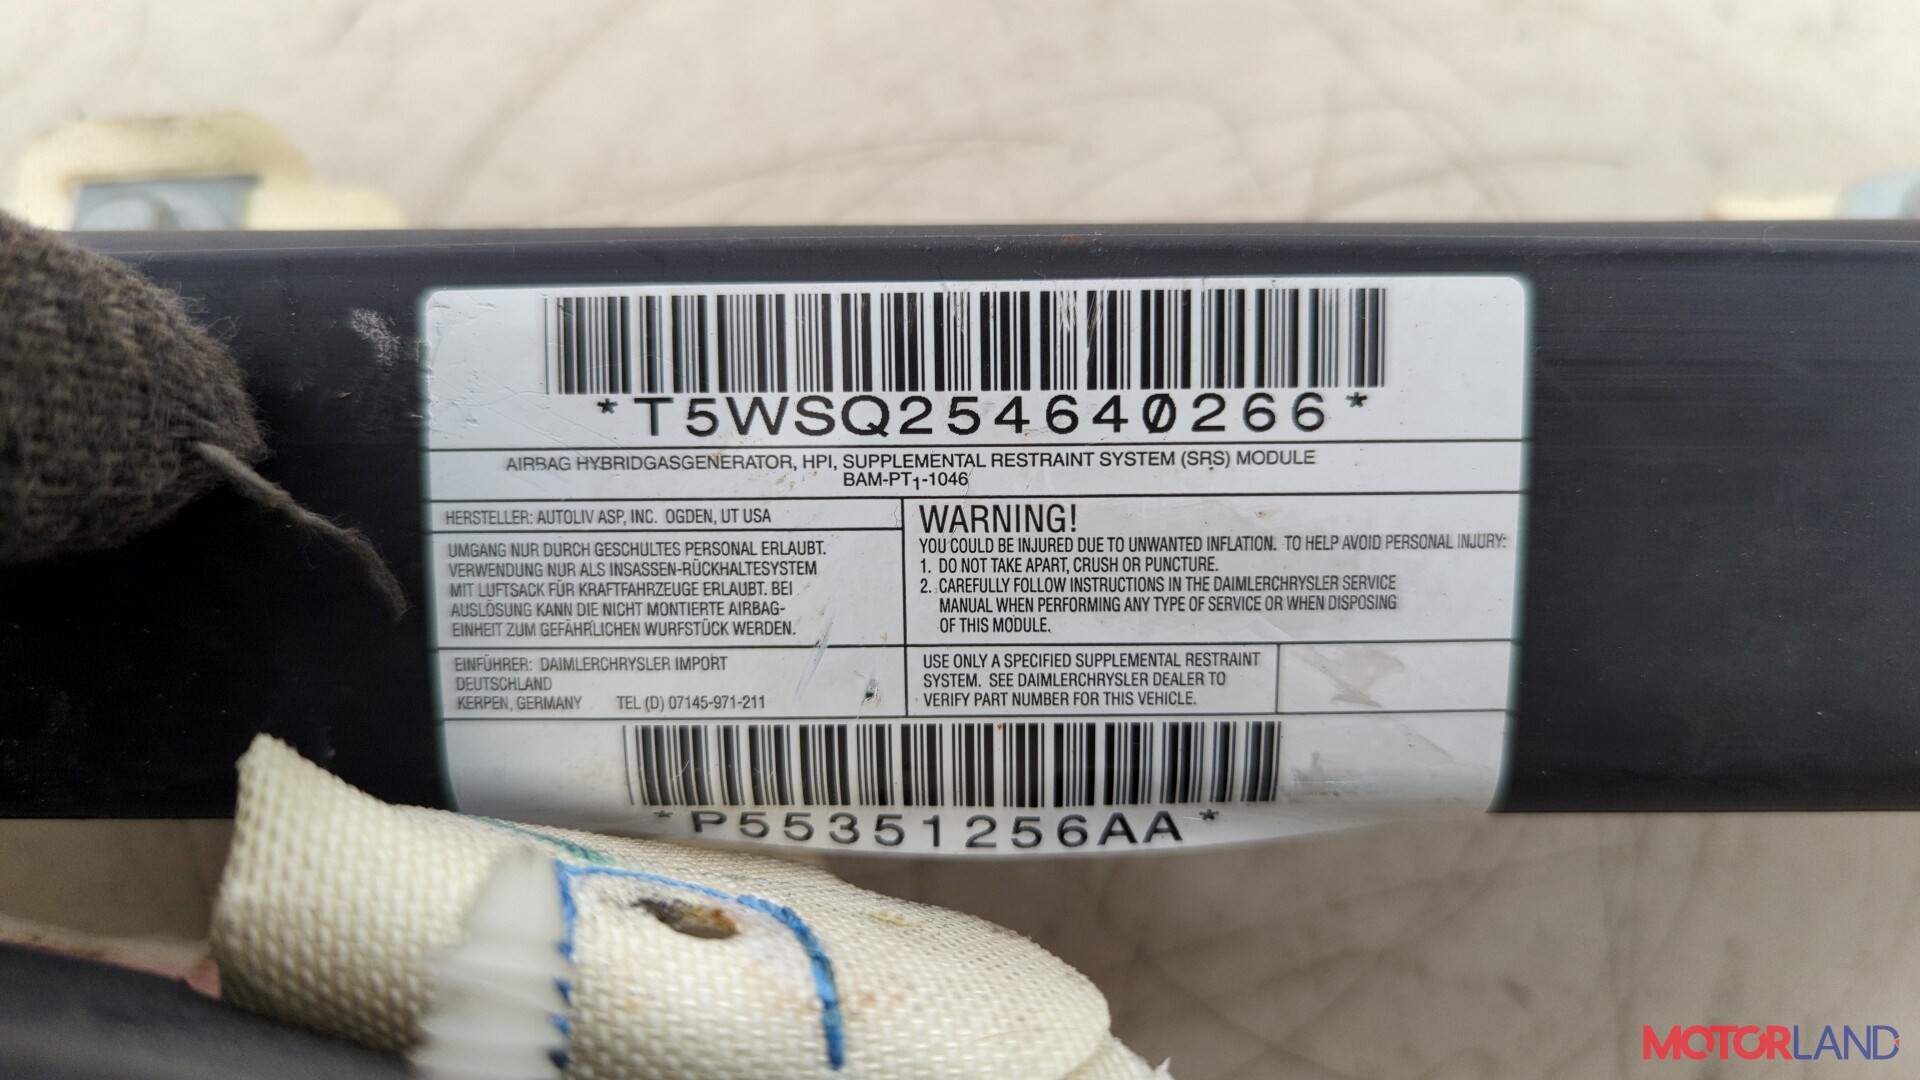 *T5WSQ254640266*
AIRBAG HYBRIDGASGENERATOR, HPI, SUPPLEMENTAL RESTRAINT SYSTEM (SRS) MODULE
BAM-PT1-1046
HERSTELLER: AUTOLIV ASP, INC. OGDEN, UT USA
UMGANG NUR DURCH GESCHULTES PERSONAL ERLAUBT.
VERWENDUNG NUR ALS INSASSEN-RÜCKHALTESYSTEM
MIT LUFTSACK FÜR KRAFTFAHRZEUGE ERLAUBT. BEI
AUSLÖSUNG KANN DIE NICHT MONTIERTE AIRBAG-
EINHEIT ZUM GEFÄHRLICHEN WURFSTÜCK WERDEN.
WARNING!
YOU COULD BE INJURED DUE TO UNWANTED INFLATION. TO HELP AVOID PERSONAL INJURY:
1. DO NOT TAKE APART, CRUSH OR PUNCTURE.
2. CAREFULLY FOLLOW INSTRUCTIONS IN THE DAIMLERCHRYSLER SERVICE
MANUAL WHEN PERFORMING ANY TYPE OF SERVICE OR WHEN DISPOSING
OF THIS MODULE.
EINFÜHRER: DAIMLERCHRYSLER IMPORT
DEUTSCHLAND
KERPEN, GERMANY TEL (D) 07145-971-211
USE ONLY A SPECIFIED SUPPLEMENTAL RESTRAINT
SYSTEM. SEE DAIMLERCHRYSLER DEALER TO
VERIFY PART NUMBER FOR THIS VEHICLE.
*P55351256AA*
MOTORLAND